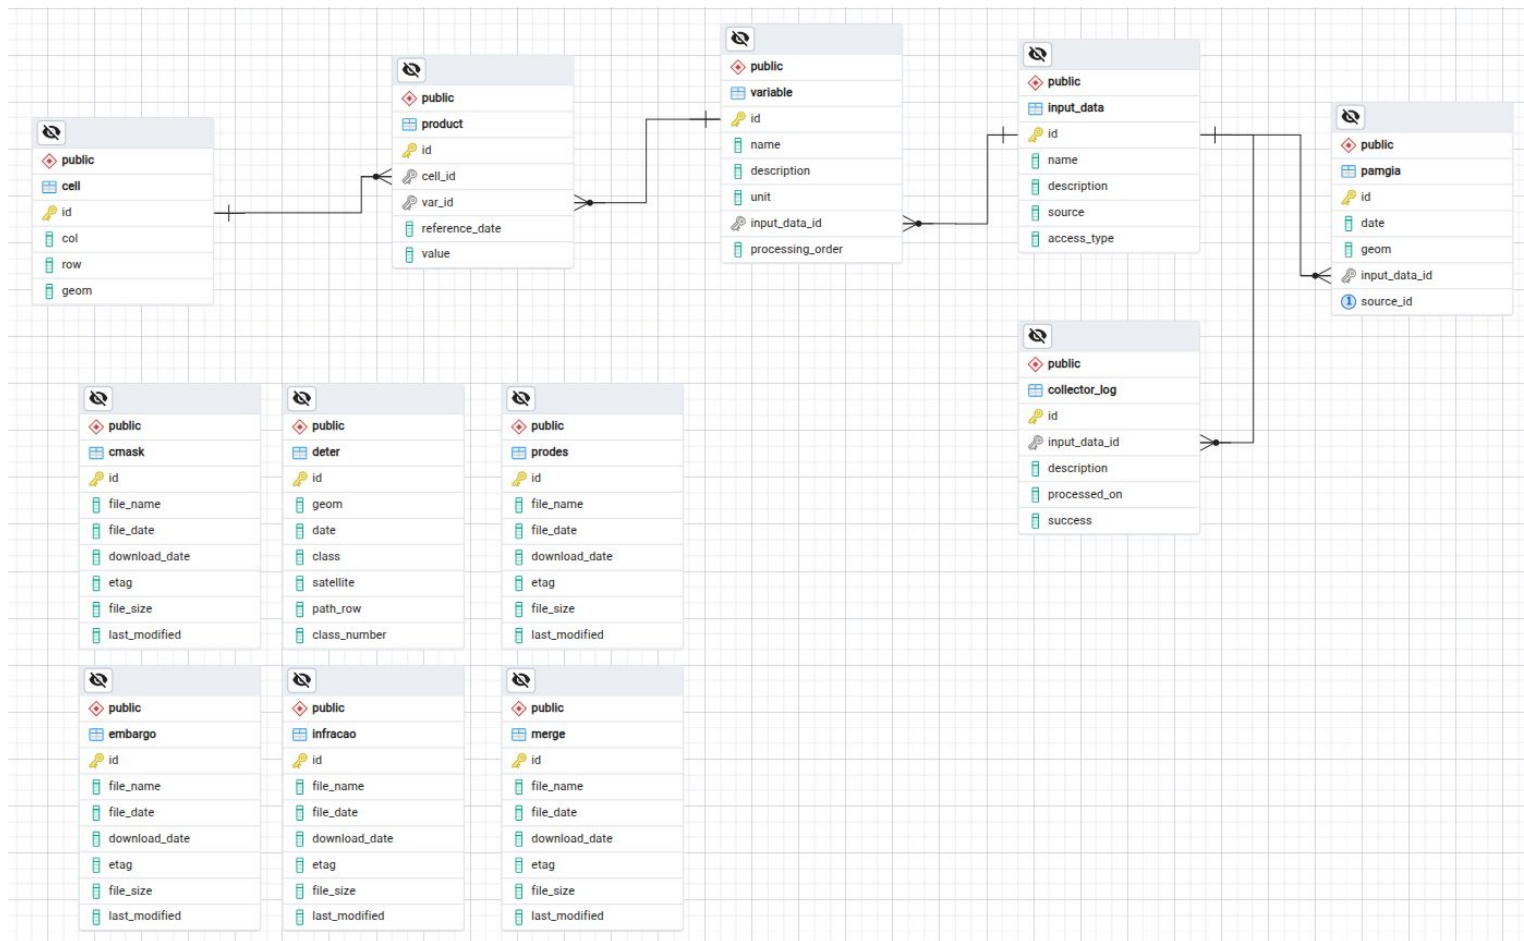 public
cell
id
col
row
geom
public
product
id
cell_id
var_id
reference_date
value
public
variable
id
name
description
unit
input_data_id
processing_order
public
input_data
id
name
description
source
access_type
public
pamgia
id
date
geom
input_data_id
1 source_id
public
collector_log
id
input_data_id
description
processed_on
success
public
cmask
id
file_name
file_date
download_date
etag
file_size
last_modified
public
deter
id
geom
date
class
satellite
path_row
class_number
public
prodes
id
file_name
file_date
download_date
etag
file_size
last_modified
public
embargo
id
file_name
file_date
download_date
etag
file_size
last_modified
public
infracao
id
file_name
file_date
download_date
etag
file_size
last_modified
public
merge
id
file_name
file_date
download_date
etag
file_size
last_modified